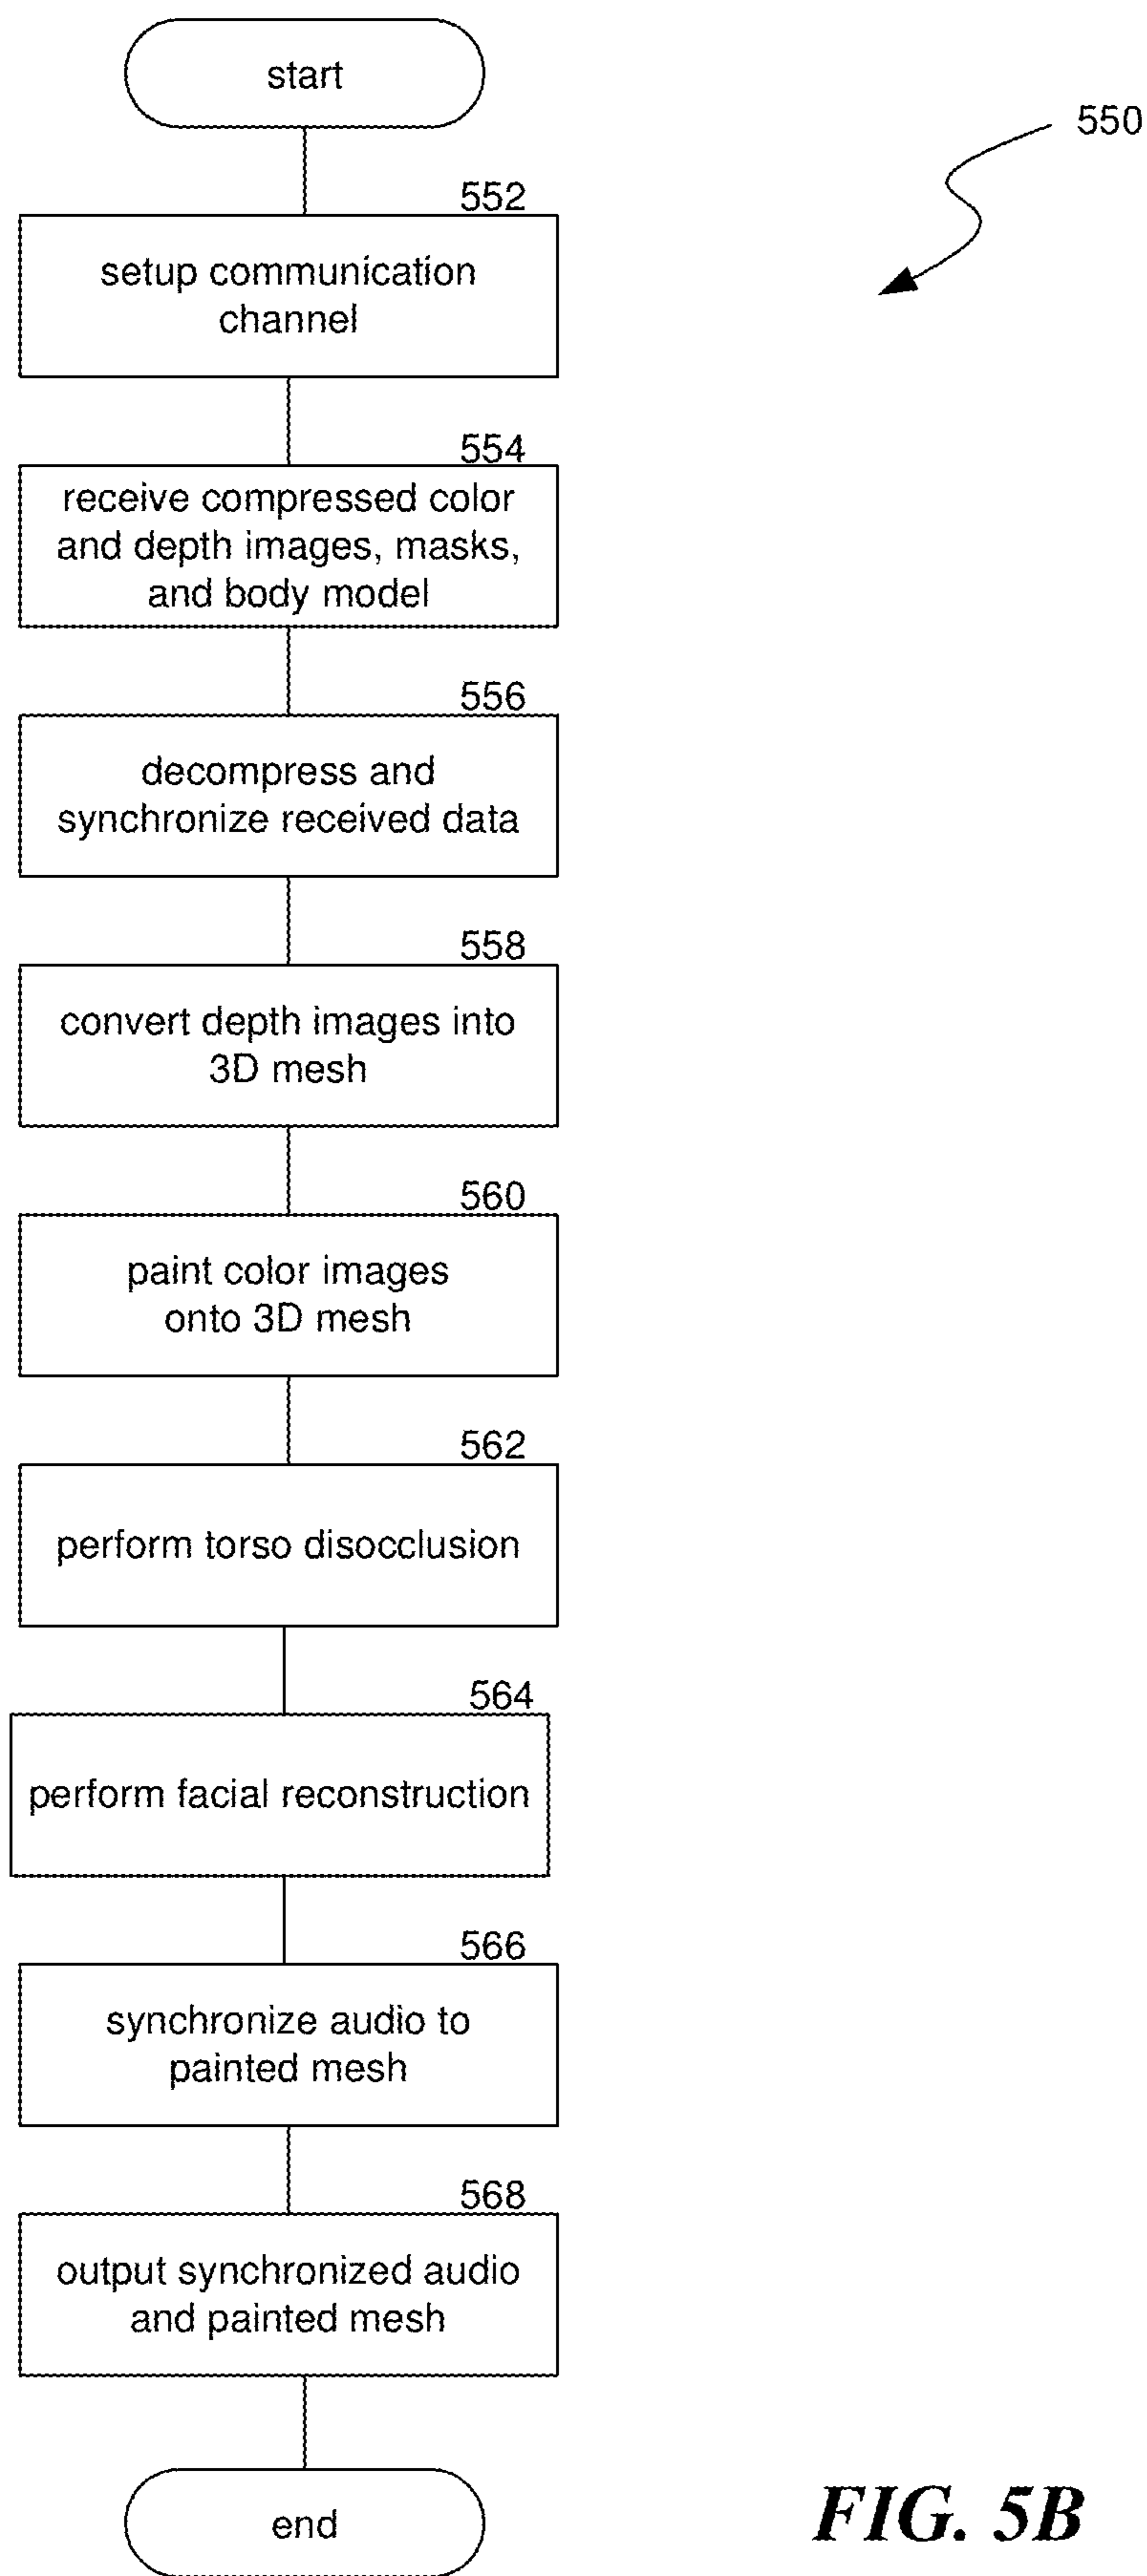 start
550
552
setup communication
channel
554
receive compressed color
and depth images, masks,
and body model
556
decompress and
synchronize received data
558
convert depth images into
3D mesh
560
paint color images
onto 3D mesh
562
perform torso disocclusion
564
perform facial reconstruction
566
synchronize audio to
painted mesh
568
output synchronized audio
and painted mesh
end
FIG. 5B